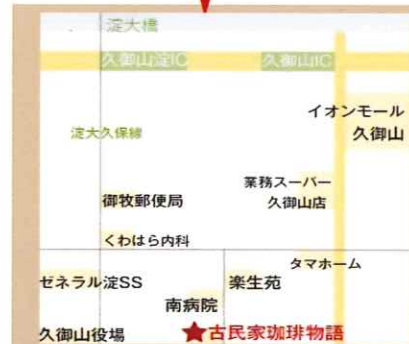 淀大橋
久御山淀IC
久御山IC
イオンモール
久御山
淀大久保線
業務スーパー
久御山店
御牧郵便局
くわはら内科
タマホーム
ゼネラル淀SS
楽生苑
南病院
久御山役場
★古民家珈琲物語